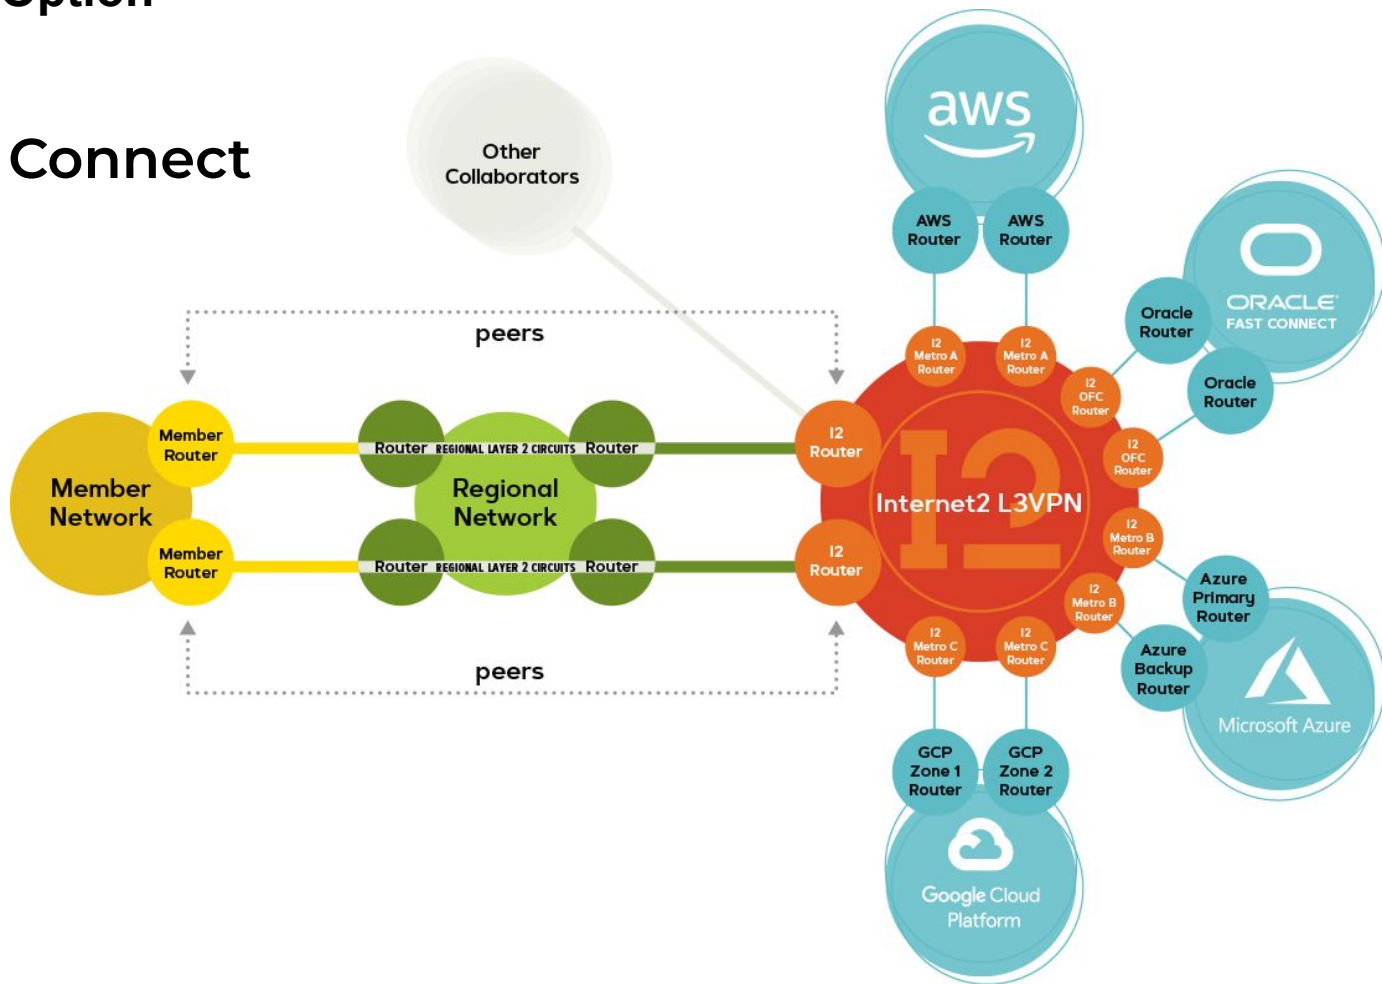 Option
Connect
Other
Collaborators
peers
Member
Network
Member
Router
Member
Router
Router
REGIONAL LAYER 2 CIRCUITS
Router
Regional
Network
Router
REGIONAL LAYER 2 CIRCUITS
Router
peers
I2
Router
I2
Router
I2
Internet2 L3VPN
aws
AWS
Router
AWS
Router
I2
Metro A
Router
I2
Metro A
Router
ORACLE
FAST CONNECT
Oracle
Router
Oracle
Router
I2
OFC
Router
I2
OFC
Router
I2
Metro B
Router
I2
Metro B
Router
Azure
Primary
Router
Azure
Backup
Router
Microsoft Azure
I2
Metro C
Router
I2
Metro C
Router
GCP
Zone 1
Router
GCP
Zone 2
Router
Google Cloud
Platform